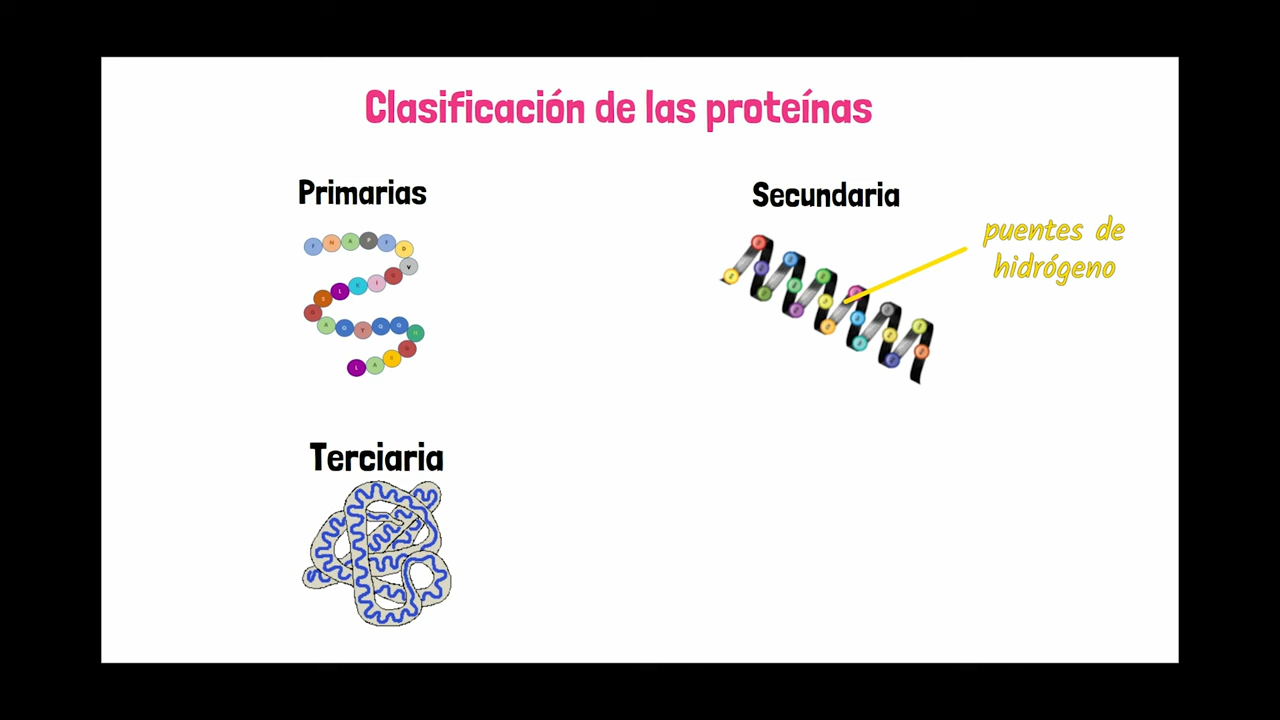 Clasificación de las proteínas
Primarias
Secundaria
puentes de
hidrógeno
Terciaria